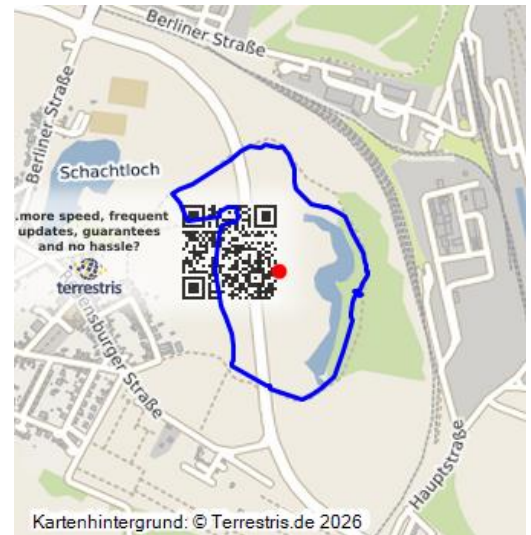 Berliner Straße
Berliner Straße
Schachtloch
.more speed, frequent
updates, guarantees
and no hassle?
terrestris
ensburger Straße
Hauptstraße
Kartenhintergrund: © Terrestris.de 2026